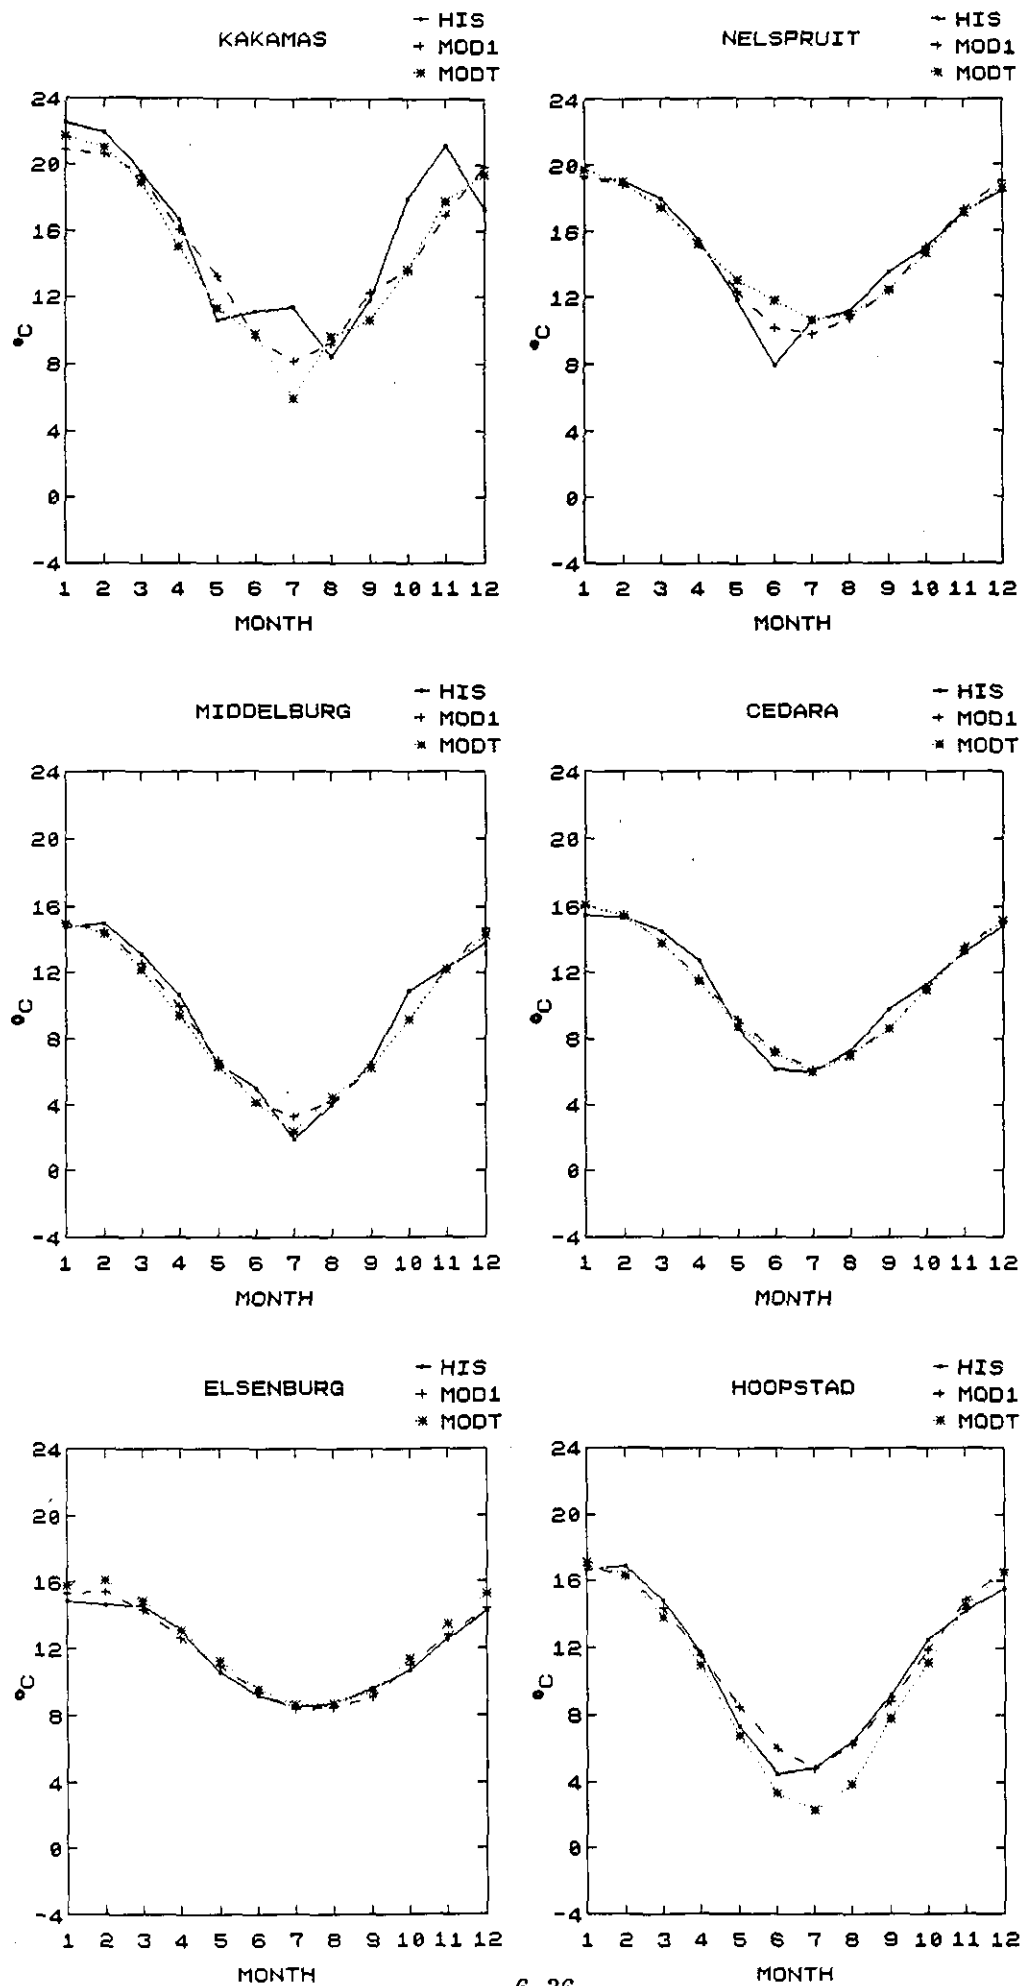 KAKAMAS
HIS
MOD1
MODT
24
20
16
12
8
4
0
-4
°C
1 2 3 4 5 6 7 8 9 10 11 12
MONTH
NELSPRUIT
HIS
MOD1
MODT
24
20
16
12
8
4
0
-4
°C
1 2 3 4 5 6 7 8 9 10 11 12
MONTH
MIDDELBURG
HIS
MOD1
MODT
24
20
16
12
8
4
0
-4
°C
1 2 3 4 5 6 7 8 9 10 11 12
MONTH
CEDARA
HIS
MOD1
MODT
24
20
16
12
8
4
0
-4
°C
1 2 3 4 5 6 7 8 9 10 11 12
MONTH
ELSENBURG
HIS
MOD1
MODT
24
20
16
12
8
4
0
-4
°C
1 2 3 4 5 6 7 8 9 10 11 12
MONTH
HOOPSTAD
HIS
MOD1
MODT
24
20
16
12
8
4
0
-4
°C
1 2 3 4 5 6 7 8 9 10 11 12
MONTH